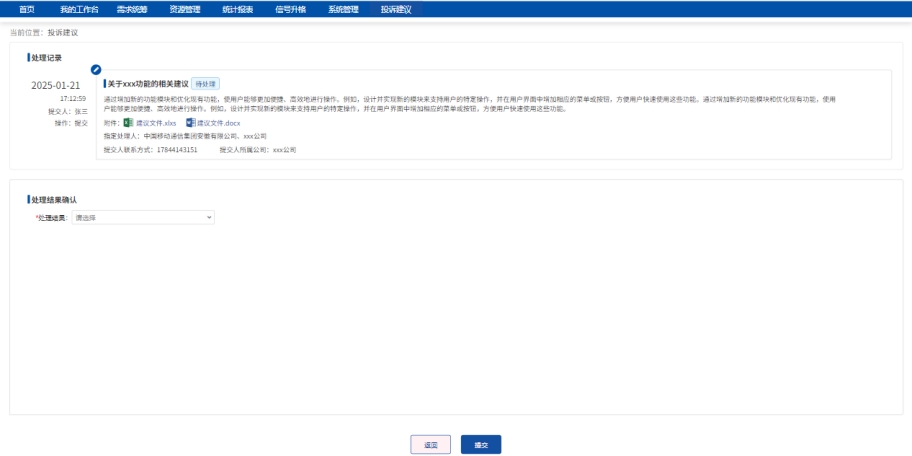 首页 我的工作台 需求统筹 资源管理 统计报表 信号升格 系统管理 投诉建议
当前位置：投诉建议
处理记录
2025-01-21
17:12:59
提交人：张三
操作：提交
关于xxx功能的相关建议 待处理
通过增加新的功能模块和优化现有功能，使用户能够更加便捷、高效地进行操作。例如，设计并实现新的模块来支持用户的特定操作，并在用户界面中增加相应的菜单或按钮，方便用户快速使用这些功能。通过增加新的功能模块和优化现有功能，使用
户能够更加便捷、高效地进行操作。例如，设计并实现新的模块来支持用户的特定操作，并在用户界面中增加相应的菜单或按钮，方便用户快速使用这些功能。
附件： 建议文件.xlxs 建议文件.docx
指定处理人：中国移动通信集团安徽有限公司、xxx公司
提交人联系方式：17844143151 提交人所属公司：xxx公司
处理结果确认
*处理结果： 请选择
返回 提交